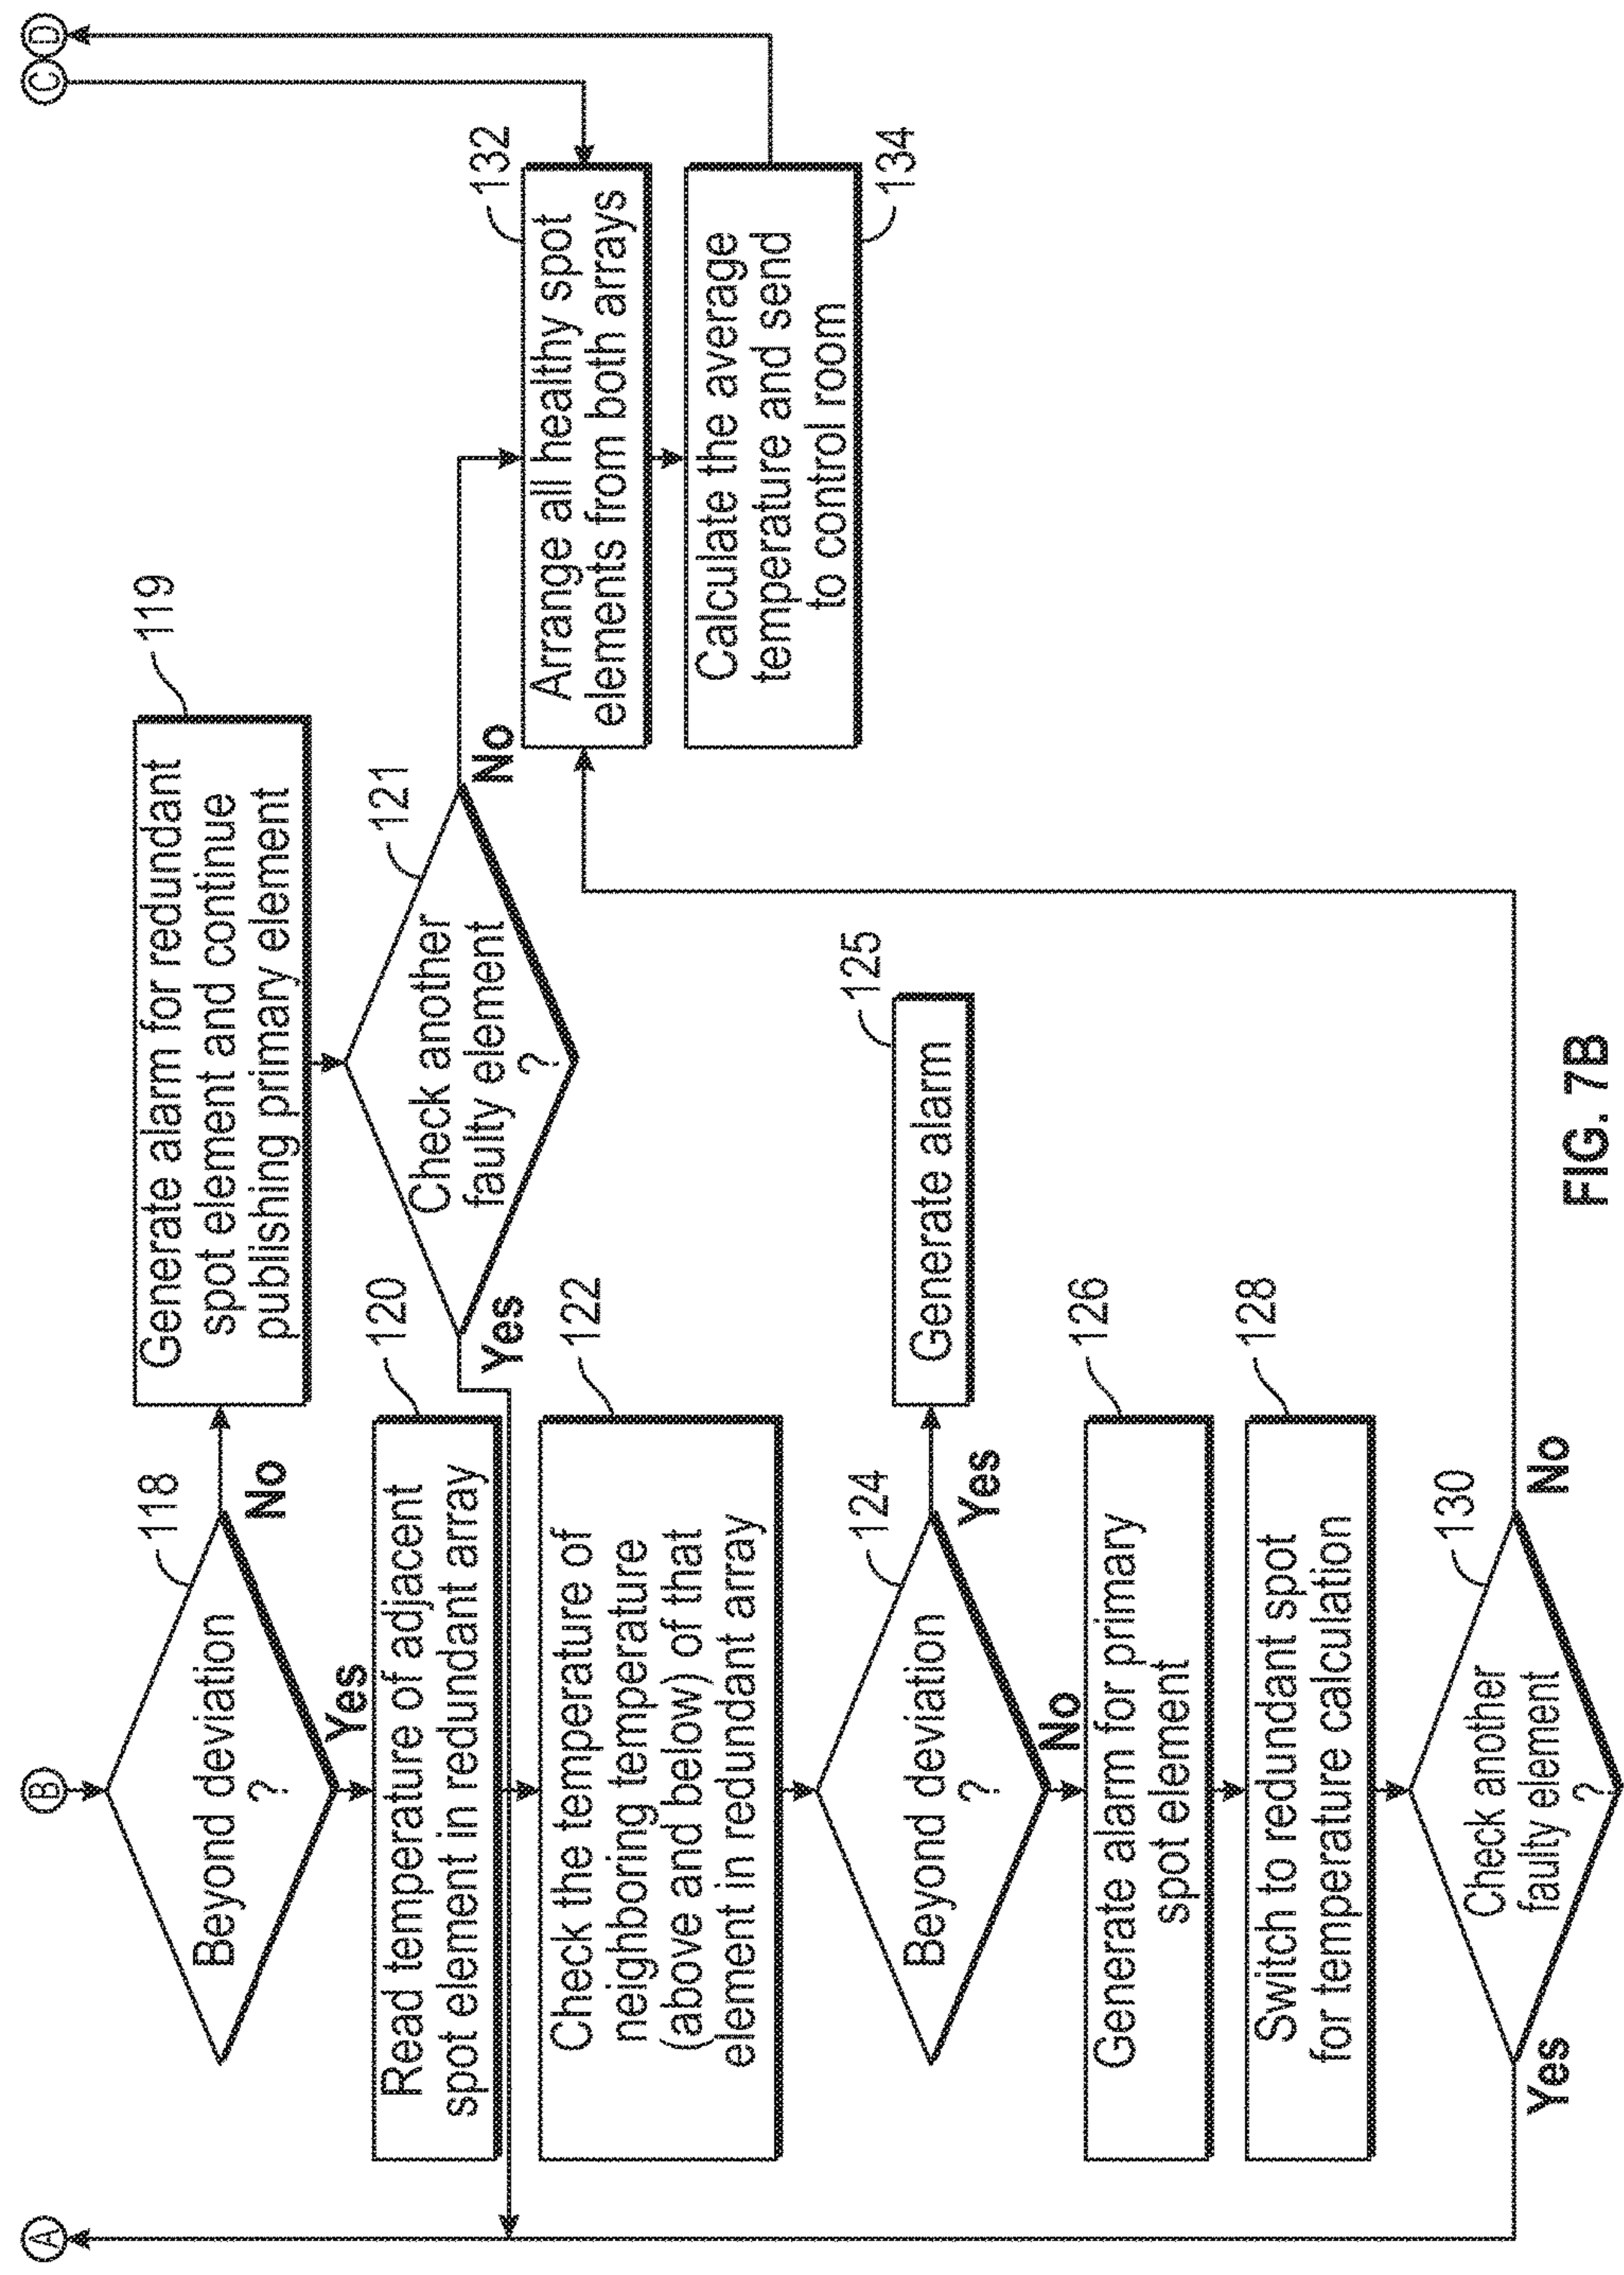 A
B
C
D
118
Beyond deviation
?
No
Yes
119
Generate alarm for redundant
spot element and continue
publishing primary element
120
Read temperature of adjacent
spot element in redundant array
121
Check another
faulty element
?
Yes
No
122
Check the temperature of
neighboring temperature
(above and below) of that
element in redundant array
124
Beyond deviation
?
Yes
No
125
Generate alarm
126
Generate alarm for primary
spot element
128
Switch to redundant spot
for temperature calculation
130
Check another
faulty element
?
Yes
No
132
Arrange all healthy spot
elements from both arrays
Calculate the average
temperature and send
to control room
134
FIG. 7B